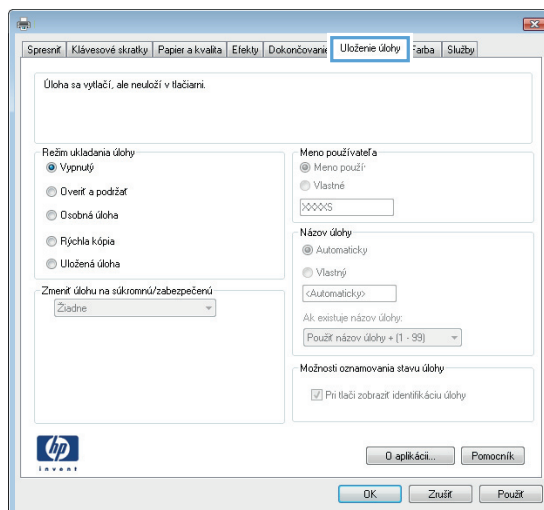 Spresniť Klávesové skratky Papier a kvalita Efekty Dokončovanie Uloženie úlohy Farba Služby
Úloha sa vytlačí, ale neuloží v tlačiarni.
Režim ukladania úlohy
Vypnutý
Overiť a podržať
Osobná úloha
Rýchla kópia
Uložená úloha
Zmeniť úlohu na súkromnú/zabezpečenú
Žiadne
Meno používateľa
Meno použí
Vlastné
XXXXS
Názov úlohy
Automaticky
Vlastný
<Automaticky>
Ak existuje názov úlohy:
Použiť názov úlohy + (1 - 99)
Možnosti oznamovania stavu úlohy
Pri tlači zobraziť identifikáciu úlohy
hp
invent
O aplikácii... Pomocník
OK Zrušiť Použiť